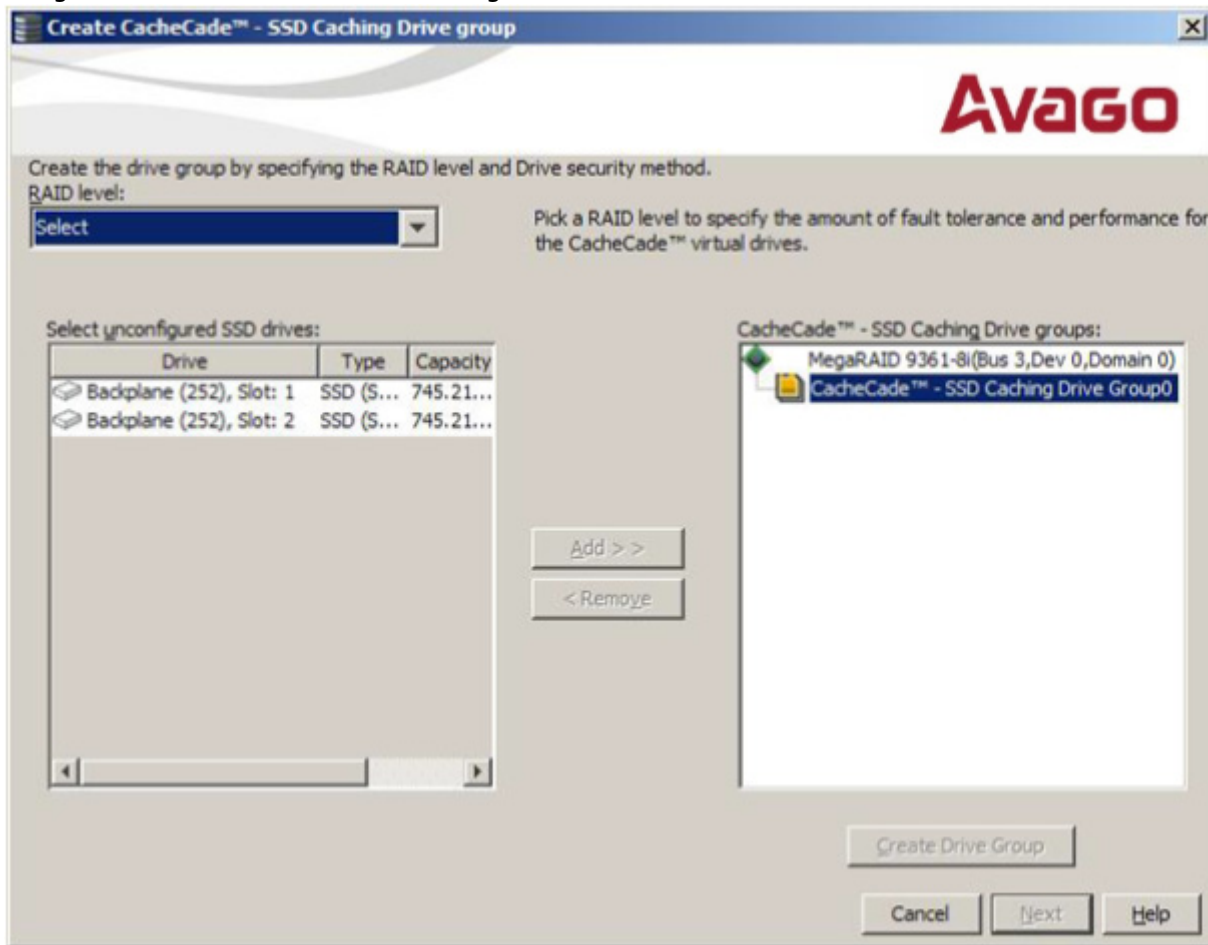 Create CacheCade™ - SSD Caching Drive group
Avago
Create the drive group by specifying the RAID level and Drive security method.
RAID level:
Select
Pick a RAID level to specify the amount of fault tolerance and performance for
the CacheCade™ virtual drives.
Select unconfigured SSD drives:
Drive Type Capacity
Backplane (252), Slot: 1 SSD (S... 745.21...
Backplane (252), Slot: 2 SSD (S... 745.21...
Add > >
< Remove
CacheCade™ - SSD Caching Drive groups:
MegaRAID 9361-8i(Bus 3,Dev 0,Domain 0)
CacheCade™ - SSD Caching Drive Group0
Create Drive Group
Cancel Next Help